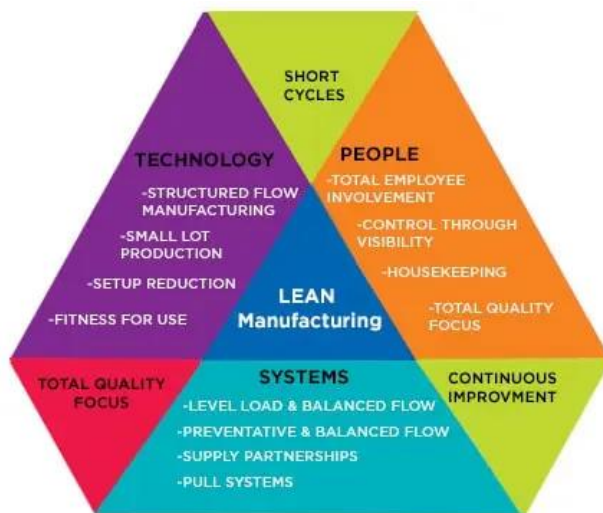 SHORT
CYCLES
TECHNOLOGY
-STRUCTURED FLOW
MANUFACTURING
-SMALL LOT
PRODUCTION
-SETUP REDUCTION
-FITNESS FOR USE
PEOPLE
-TOTAL EMPLOYEE
INVOLVEMENT
-CONTROL THROUGH
VISIBILITY
-HOUSEKEEPING
-TOTAL QUALITY
FOCUS
LEAN
Manufacturing
TOTAL QUALITY
FOCUS
SYSTEMS
-LEVEL LOAD & BALANCED FLOW
-PREVENTATIVE & BALANCED FLOW
-SUPPLY PARTNERSHIPS
-PULL SYSTEMS
CONTINUOUS
IMPROVMENT